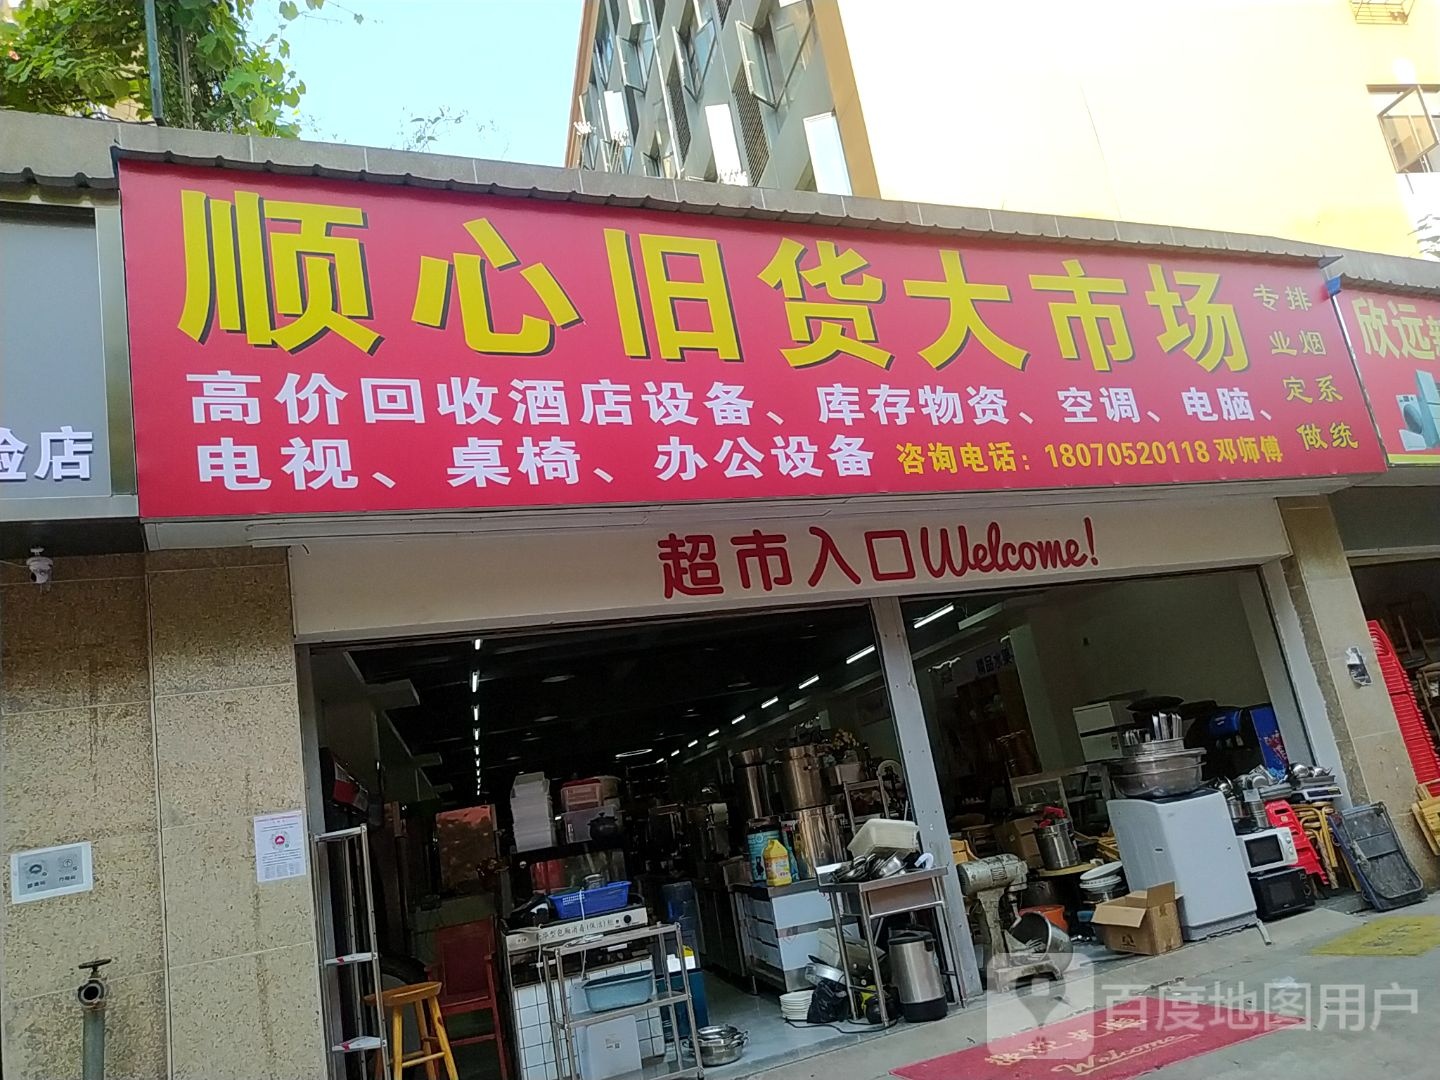 顺心旧货大市场
专业定做
排烟系统
高价回收酒店设备、库存物资、空调、电脑、
电视、桌椅、办公设备
咨询电话：18070520118 邓师傅
欣远
验店
超市入口Welcome!
Welcome
百度地图用户